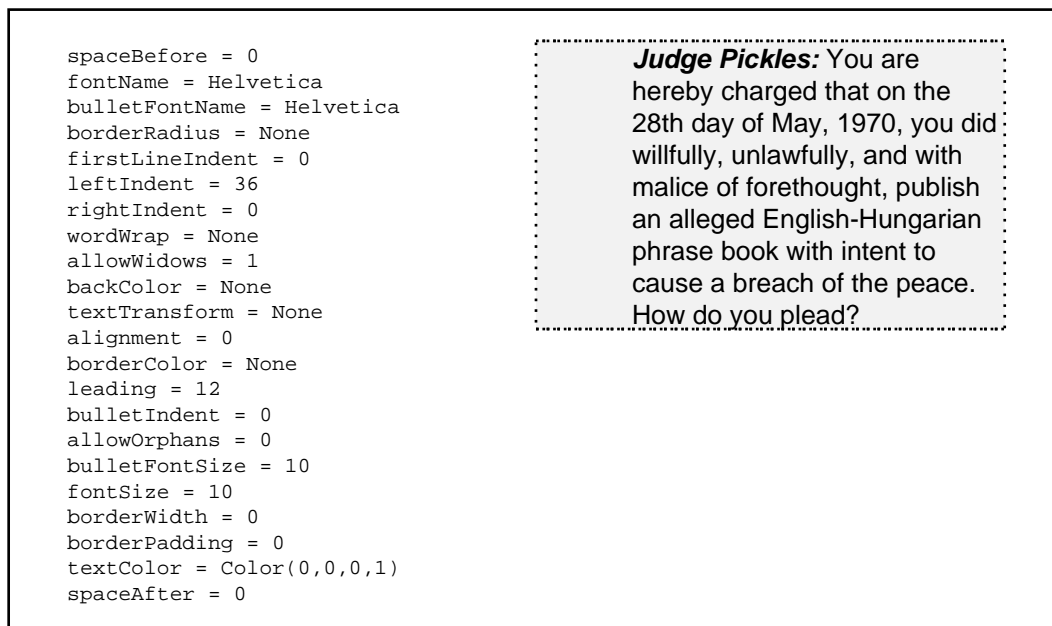 spaceBefore = 0
fontName = Helvetica
bulletFontName = Helvetica
borderRadius = None
firstLineIndent = 0
leftIndent = 36
rightIndent = 0
wordWrap = None
allowWidows = 1
backColor = None
textTransform = None
alignment = 0
borderColor = None
leading = 12
bulletIndent = 0
allowOrphans = 0
bulletFontSize = 10
fontSize = 10
borderWidth = 0
borderPadding = 0
textColor = Color(0,0,0,1)
spaceAfter = 0
Judge Pickles: You are
hereby charged that on the
28th day of May, 1970, you did
willfully, unlawfully, and with
malice of forethought, publish
an alleged English-Hungarian
phrase book with intent to
cause a breach of the peace.
How do you plead?